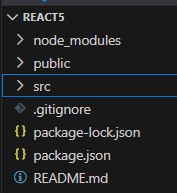 REACT5
node_modules
public
src
.gitignore
package-lock.json
package.json
README.md